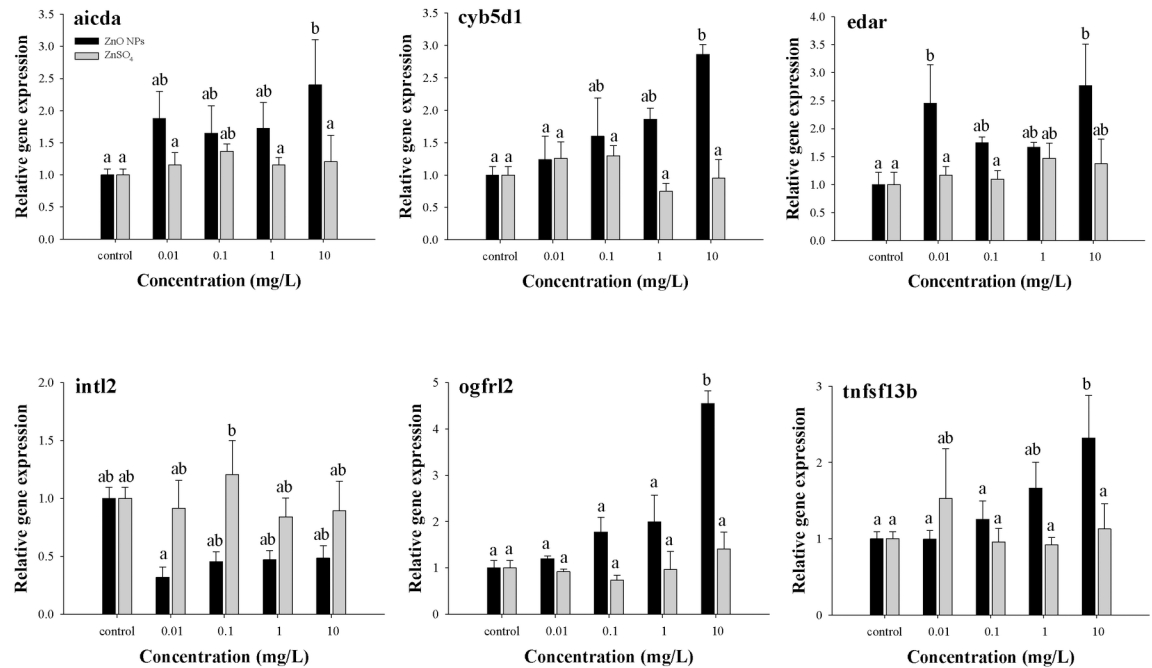 aicda
ZnO NPs
ZnSO4
Relative gene expression
3.5
3.0
2.5
2.0
1.5
1.0
0.5
0.0
a a ab a ab ab ab a b a
control 0.01 0.1 1 10
Concentration (mg/L)
cyb5d1
Relative gene expression
3.5
3.0
2.5
2.0
1.5
1.0
0.5
0.0
a a a a ab a ab a b a
control 0.01 0.1 1 10
Concentration (mg/L)
edar
Relative gene expression
4.0
3.5
3.0
2.5
2.0
1.5
1.0
0.5
0.0
a a b a ab a ab ab b ab
control 0.01 0.1 1 10
Concentration (mg/L)
intl2
Relative gene expression
2.0
1.5
1.0
0.5
0.0
ab ab a ab ab b ab ab ab ab
control 0.01 0.1 1 10
Concentration (mg/L)
ogfrl2
Relative gene expression
5
4
3
2
1
0
a a a a a a a a b a
control 0.01 0.1 1 10
Concentration (mg/L)
tnfsf13b
Relative gene expression
3
2
1
0
a a a ab a a ab a b a
control 0.01 0.1 1 10
Concentration (mg/L)